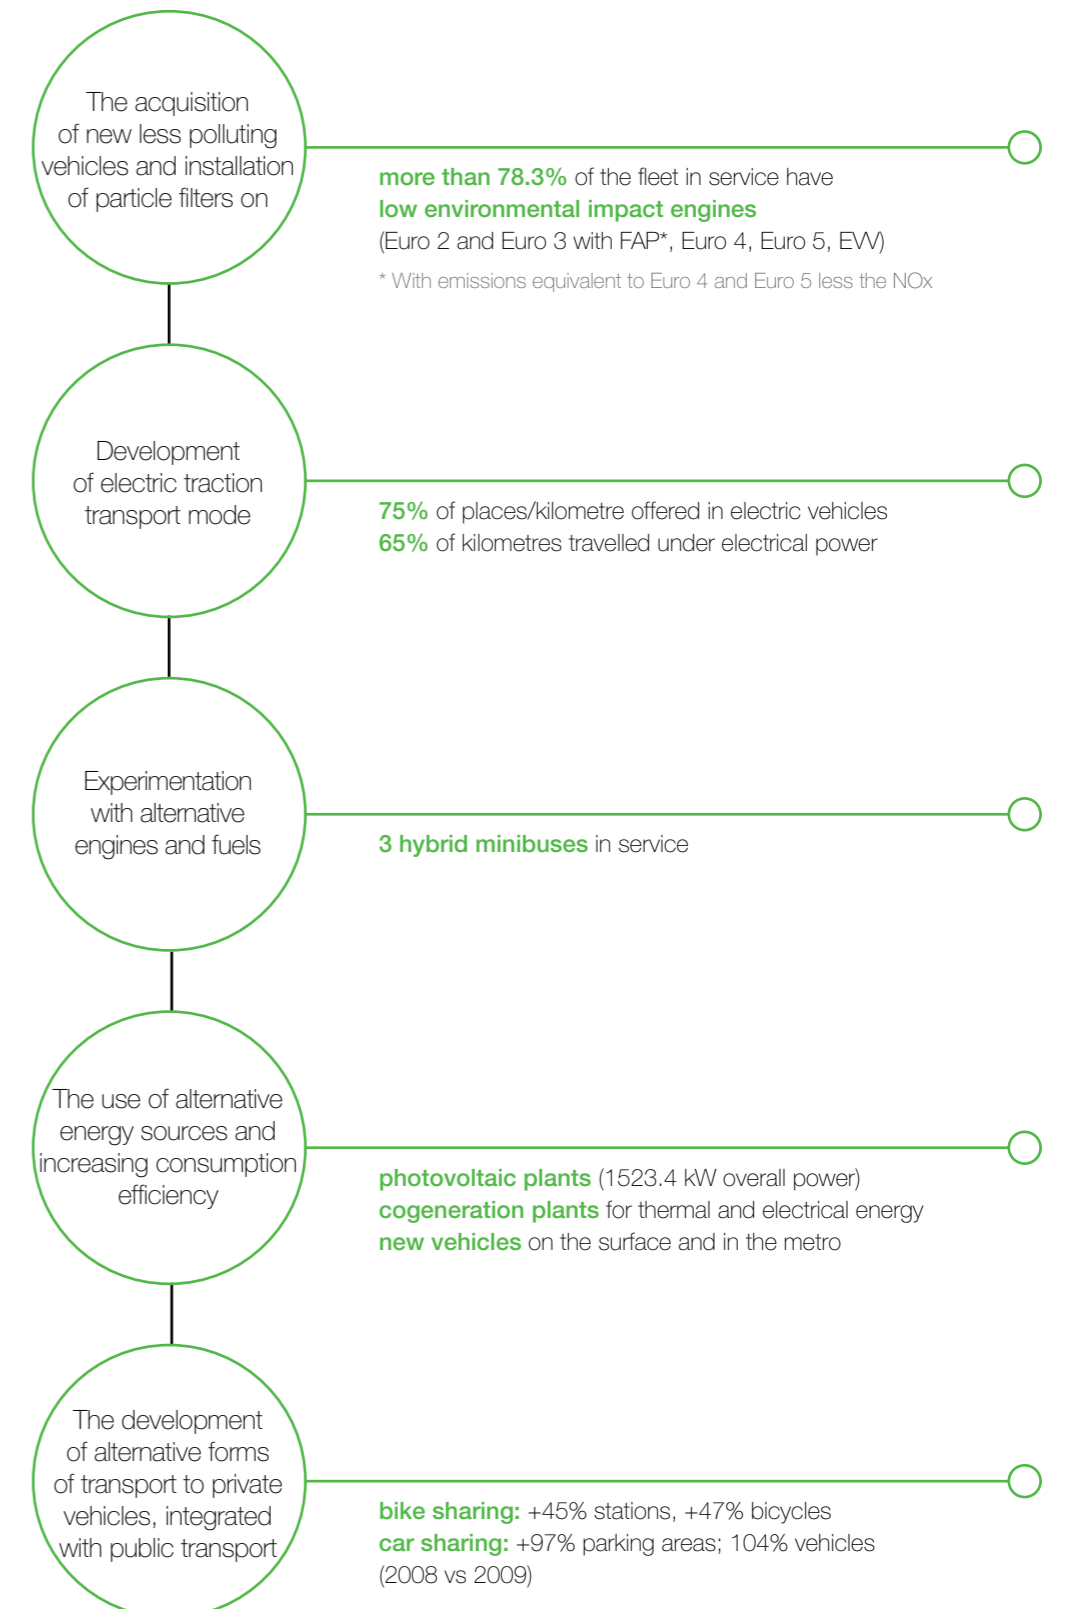 The acquisition
of new less polluting
vehicles and installation
of particle filters on
more than 78.3% of the fleet in service have
low environmental impact engines
(Euro 2 and Euro 3 with FAP*, Euro 4, Euro 5, EVV)
* With emissions equivalent to Euro 4 and Euro 5 less the NOx
Development
of electric traction
transport mode
75% of places/kilometre offered in electric vehicles
65% of kilometres travelled under electrical power
Experimentation
with alternative
engines and fuels
3 hybrid minibuses in service
The use of alternative
energy sources and
increasing consumption
efficiency
photovoltaic plants (1523.4 kW overall power)
cogeneration plants for thermal and electrical energy
new vehicles on the surface and in the metro
The development
of alternative forms
of transport to private
vehicles, integrated
with public transport
bike sharing: +45% stations, +47% bicycles
car sharing: +97% parking areas; 104% vehicles
(2008 vs 2009)